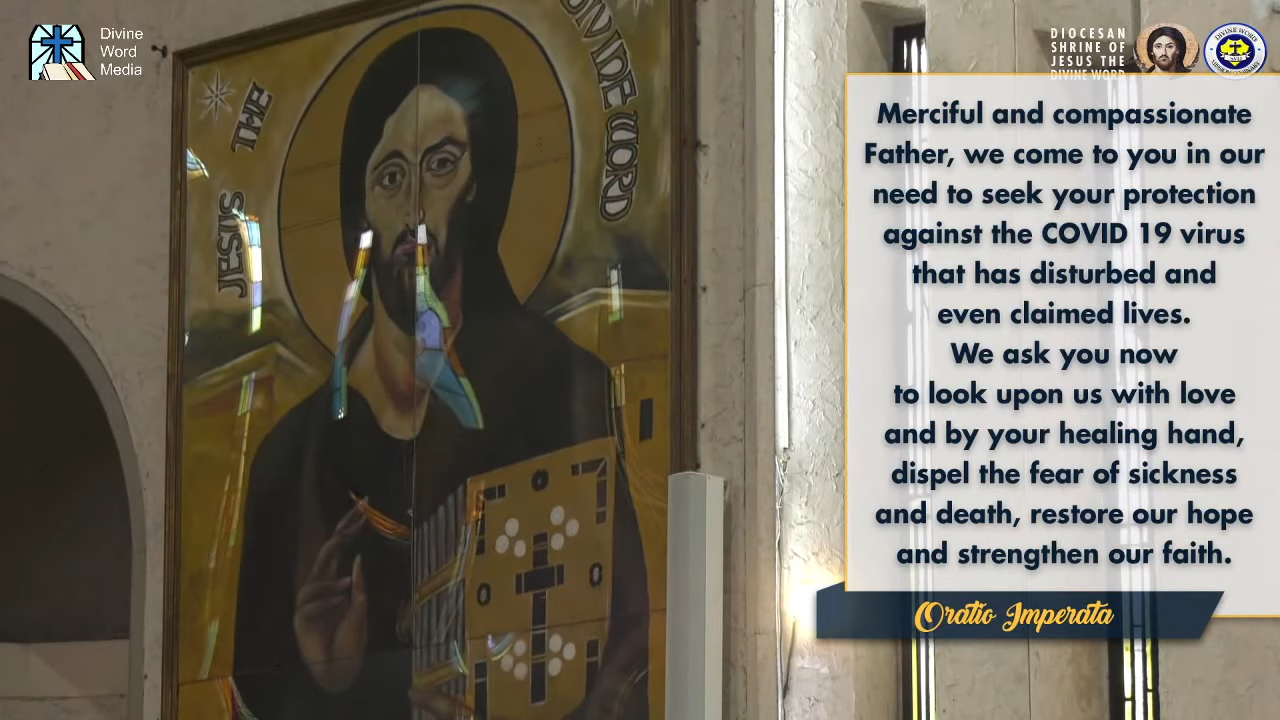 Divine
Word
Media
JESUS THE
DIVINE WORD
DIOCESAN
SHRINE OF
JESUS THE
DIVINE WORD
DIVINE WORD
Merciful and compassionate
Father, we come to you in our
need to seek your protection
against the COVID 19 virus
that has disturbed and
even claimed lives.
We ask you now
to look upon us with love
and by your healing hand,
dispel the fear of sickness
and death, restore our hope
and strengthen our faith.
Oratio Imperata